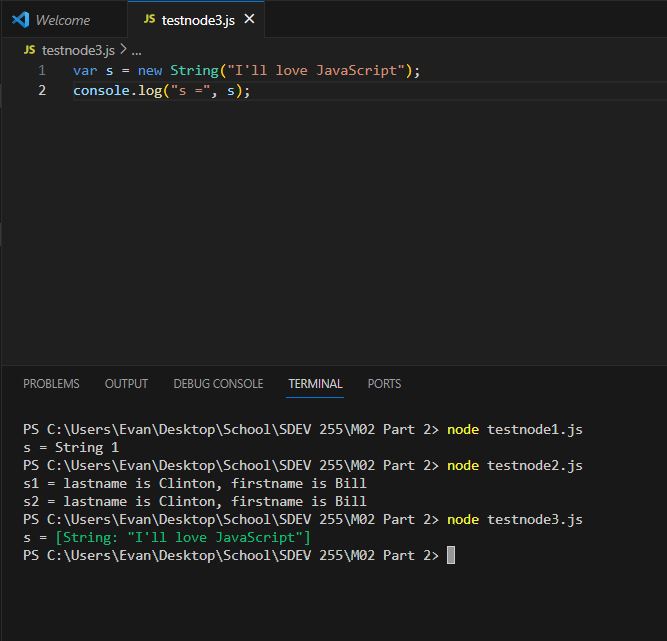 Welcome
JS testnode3.js ✕
JS testnode3.js > ...
1 var s = new String("I'll love JavaScript");
2 console.log("s =", s);
PROBLEMS OUTPUT DEBUG CONSOLE TERMINAL PORTS
PS C:\Users\Evan\Desktop\School\SDEV 255\M02 Part 2> node testnode1.js
s = String 1
PS C:\Users\Evan\Desktop\School\SDEV 255\M02 Part 2> node testnode2.js
s1 = lastname is Clinton, firstname is Bill
s2 = lastname is Clinton, firstname is Bill
PS C:\Users\Evan\Desktop\School\SDEV 255\M02 Part 2> node testnode3.js
s = [String: "I'll love JavaScript"]
PS C:\Users\Evan\Desktop\School\SDEV 255\M02 Part 2>